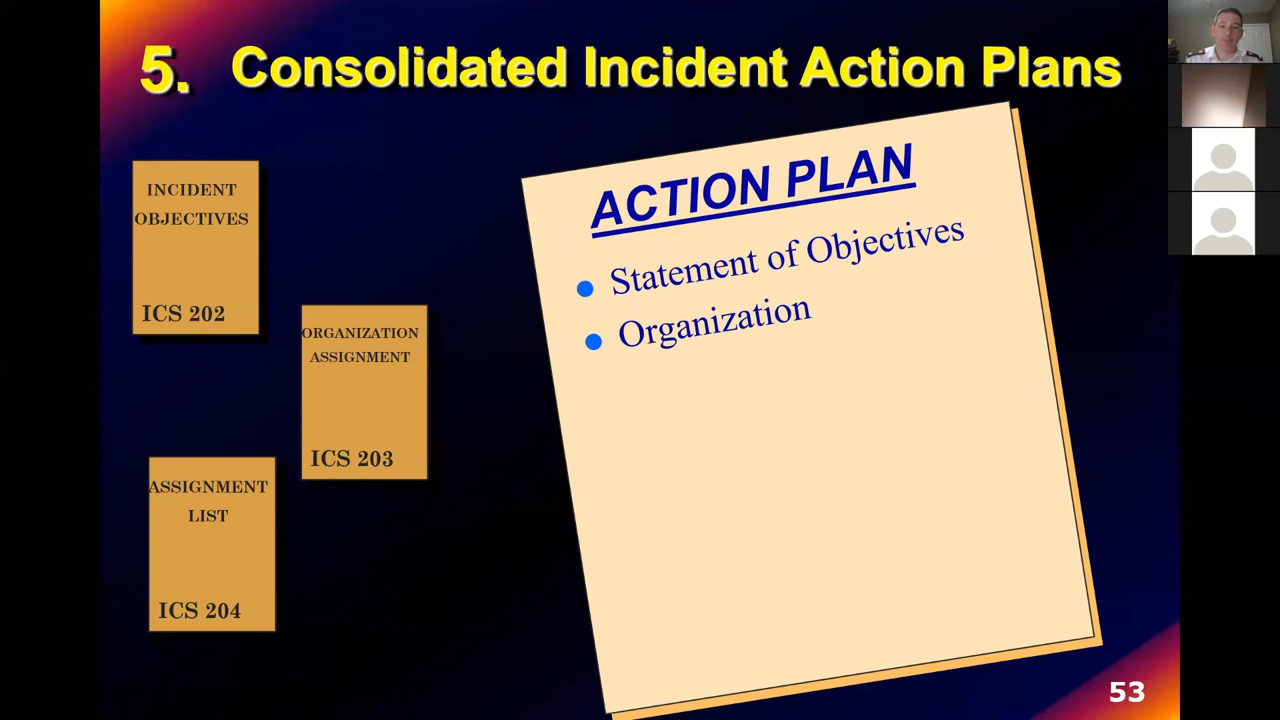 5. Consolidated Incident Action Plans
INCIDENT
OBJECTIVES
ICS 202
ORGANIZATION
ASSIGNMENT
ICS 203
ASSIGNMENT
LIST
ICS 204
ACTION PLAN
Statement of Objectives
Organization
53